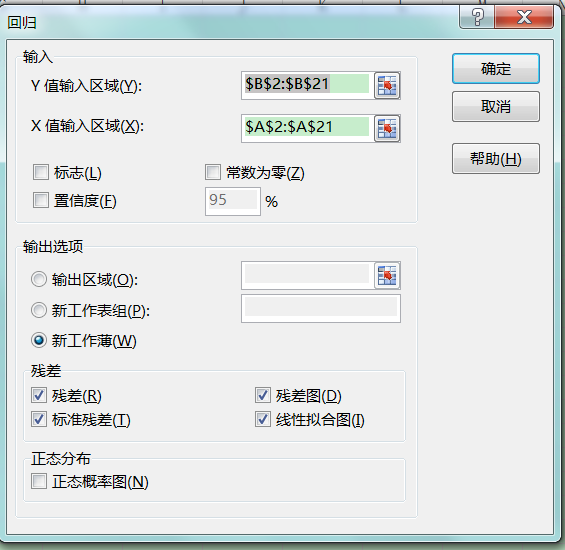 回归
输入
Y 值输入区域(Y): $B$2:$B$21
X 值输入区域(X): $A$2:$A$21
标志(L) 常数为零(Z)
置信度(F) 95 %
确定
取消
帮助(H)
输出选项
输出区域(O):
新工作表组(P):
新工作薄(W)
残差
残差(R) 残差图(D)
标准残差(T) 线性拟合图(I)
正态分布
正态概率图(N)